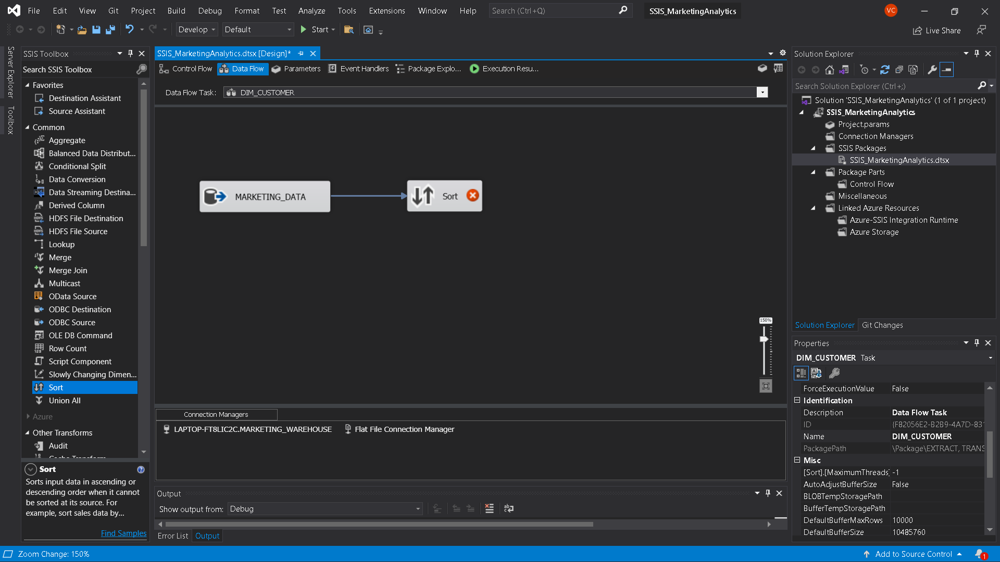 File Edit View Git Project Build Debug Format Test Analyze Tools Extensions Window Help Search (Ctrl+Q) SSIS_MarketingAnalytics VC
Develop Default Start Live Share
Server Explorer
Toolbox
SSIS Toolbox
Search SSIS Toolbox
Favorites
Destination Assistant
Source Assistant
Common
Aggregate
Balanced Data Distribut...
Conditional Split
Data Conversion
Data Streaming Destina...
Derived Column
HDFS File Destination
HDFS File Source
Lookup
Merge
Merge Join
Multicast
OData Source
ODBC Destination
ODBC Source
OLE DB Command
Row Count
Script Component
Slowly Changing Dimen...
Sort
Union All
Azure
Other Transforms
Audit
Sort
Sorts input data in ascending or
descending order when it cannot
be sorted at its source. For
example, sort sales data by...
Find Samples
SSIS_MarketingAnalytics.dtsx [Design]*
Control Flow Data Flow Parameters Event Handlers Package Explo... Execution Resu...
Data Flow Task: DIM_CUSTOMER
MARKETING_DATA
Sort
150%
Connection Managers
LAPTOP-FT8LIC2C.MARKETING_WAREHOUSE Flat File Connection Manager
Output
Show output from: Debug
Error List Output
Solution Explorer
Search Solution Explorer (Ctrl+;)
Solution 'SSIS_MarketingAnalytics' (1 of 1 project)
SSIS_MarketingAnalytics
Project.params
Connection Managers
SSIS Packages
SSIS_MarketingAnalytics.dtsx
Package Parts
Control Flow
Miscellaneous
Linked Azure Resources
Azure-SSIS Integration Runtime
Azure Storage
Solution Explorer Git Changes
Properties
DIM_CUSTOMER Task
ForceExecutionValue False
Identification
Description Data Flow Task
ID {F82056E2-B2B9-4A7D-831
Name DIM_CUSTOMER
PackagePath \Package\EXTRACT, TRANS
Misc
[Sort].[MaximumThreads] -1
AutoAdjustBufferSize False
BLOBTempStoragePath
BufferTempStoragePath
DefaultBufferMaxRows 10000
DefaultBufferSize 10485760
Zoom Change: 150% Add to Source Control 1